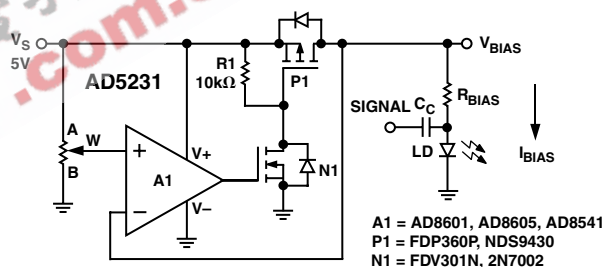 .com
VS
5V
AD5231
R1
10kΩ
P1
VBIAS
RBIAS
SIGNAL CC
LD
IBIAS
A
W
B
+
−
V+
V−
A1
N1
A1 = AD8601, AD8605, AD8541
P1 = FDP360P, NDS9430
N1 = FDV301N, 2N7002